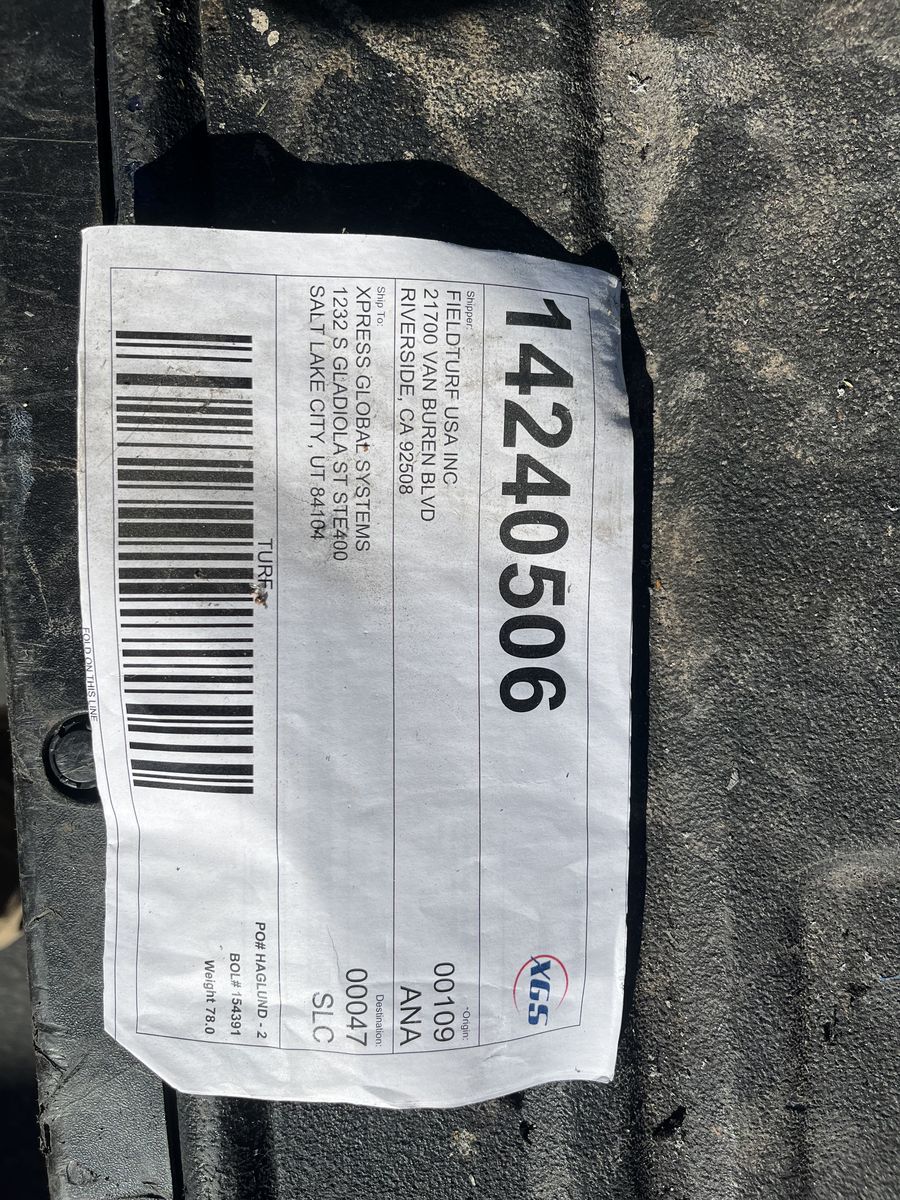 14240506
XGS
Shipper:
FIELDTURF USA INC
21700 VAN BUREN BLVD
RIVERSIDE, CA 92508
Origin:
00109
ANA
Ship To:
XPRESS GLOBAL SYSTEMS
1232 S GLADIOLA ST STE400
SALT LAKE CITY, UT 84104
Destination:
00047
SLC
TURF
PO# HAGLUND - 2
BOL# 154391
Weight 78.0
FOLD ON THIS LINE